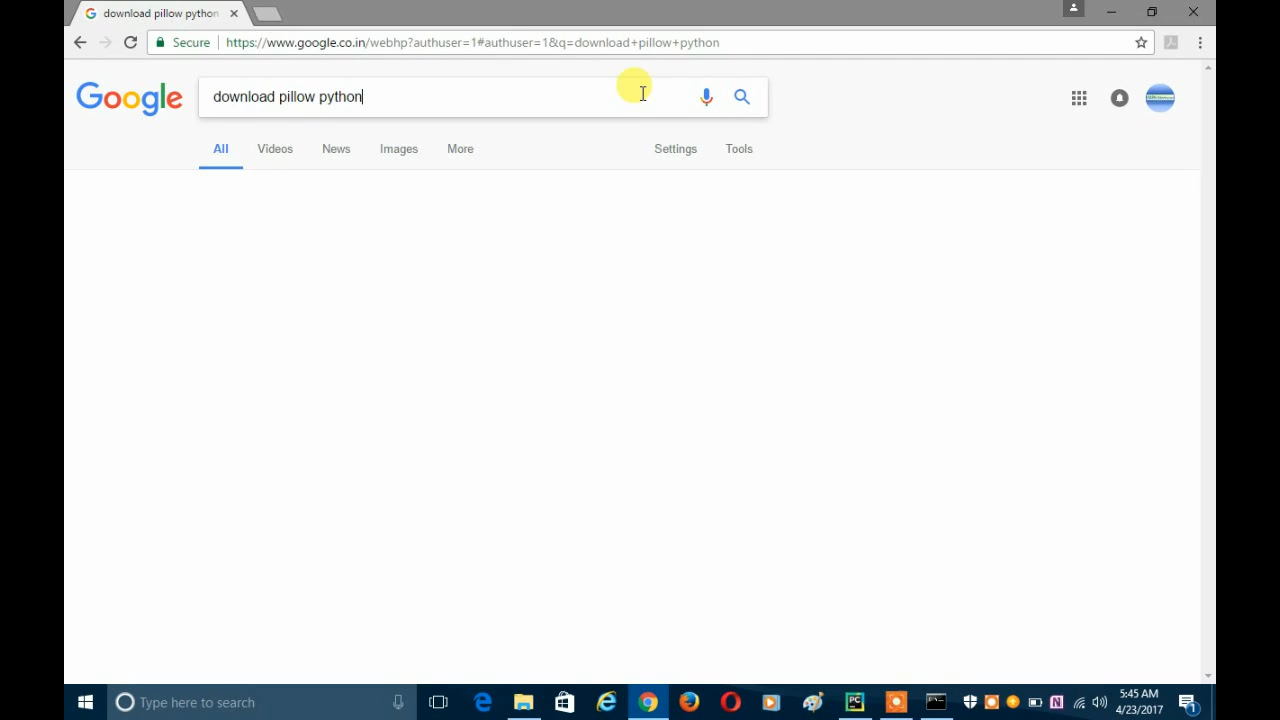 download pillow python
Secure https://www.google.co.in/webhp?authuser=1#authuser=1&q=download+pillow+python
Google
download pillow python
All Videos News Images More Settings Tools
Type here to search
5:45 AM
4/23/2017